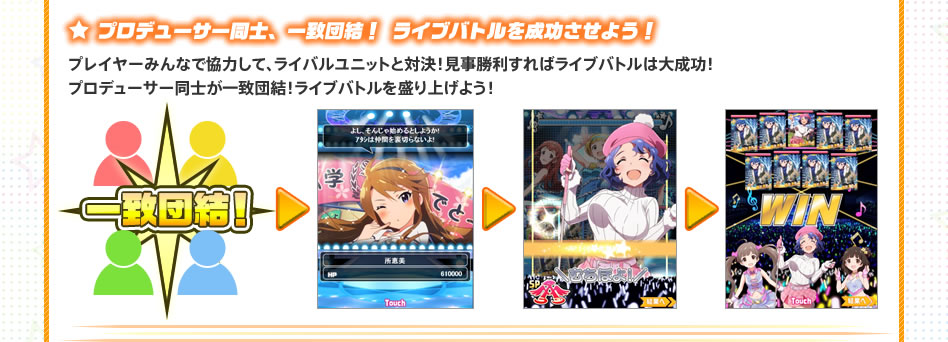 ★ プロデューサー同士、一致団結！ ライブバトルを成功させよう！
プレイヤーみんなで協力して、ライバルユニットと対決！見事勝利すればライブバトルは大成功！
プロデューサー同士が一致団結！ライブバトルを盛り上げよう！
一致団結！
よし、そんじゃ始めるとしようか！
アタシは仲間を裏切らないよ！
所恵美
HP 610000
Touch
SP
結果へ
WIN
Touch
結果へ